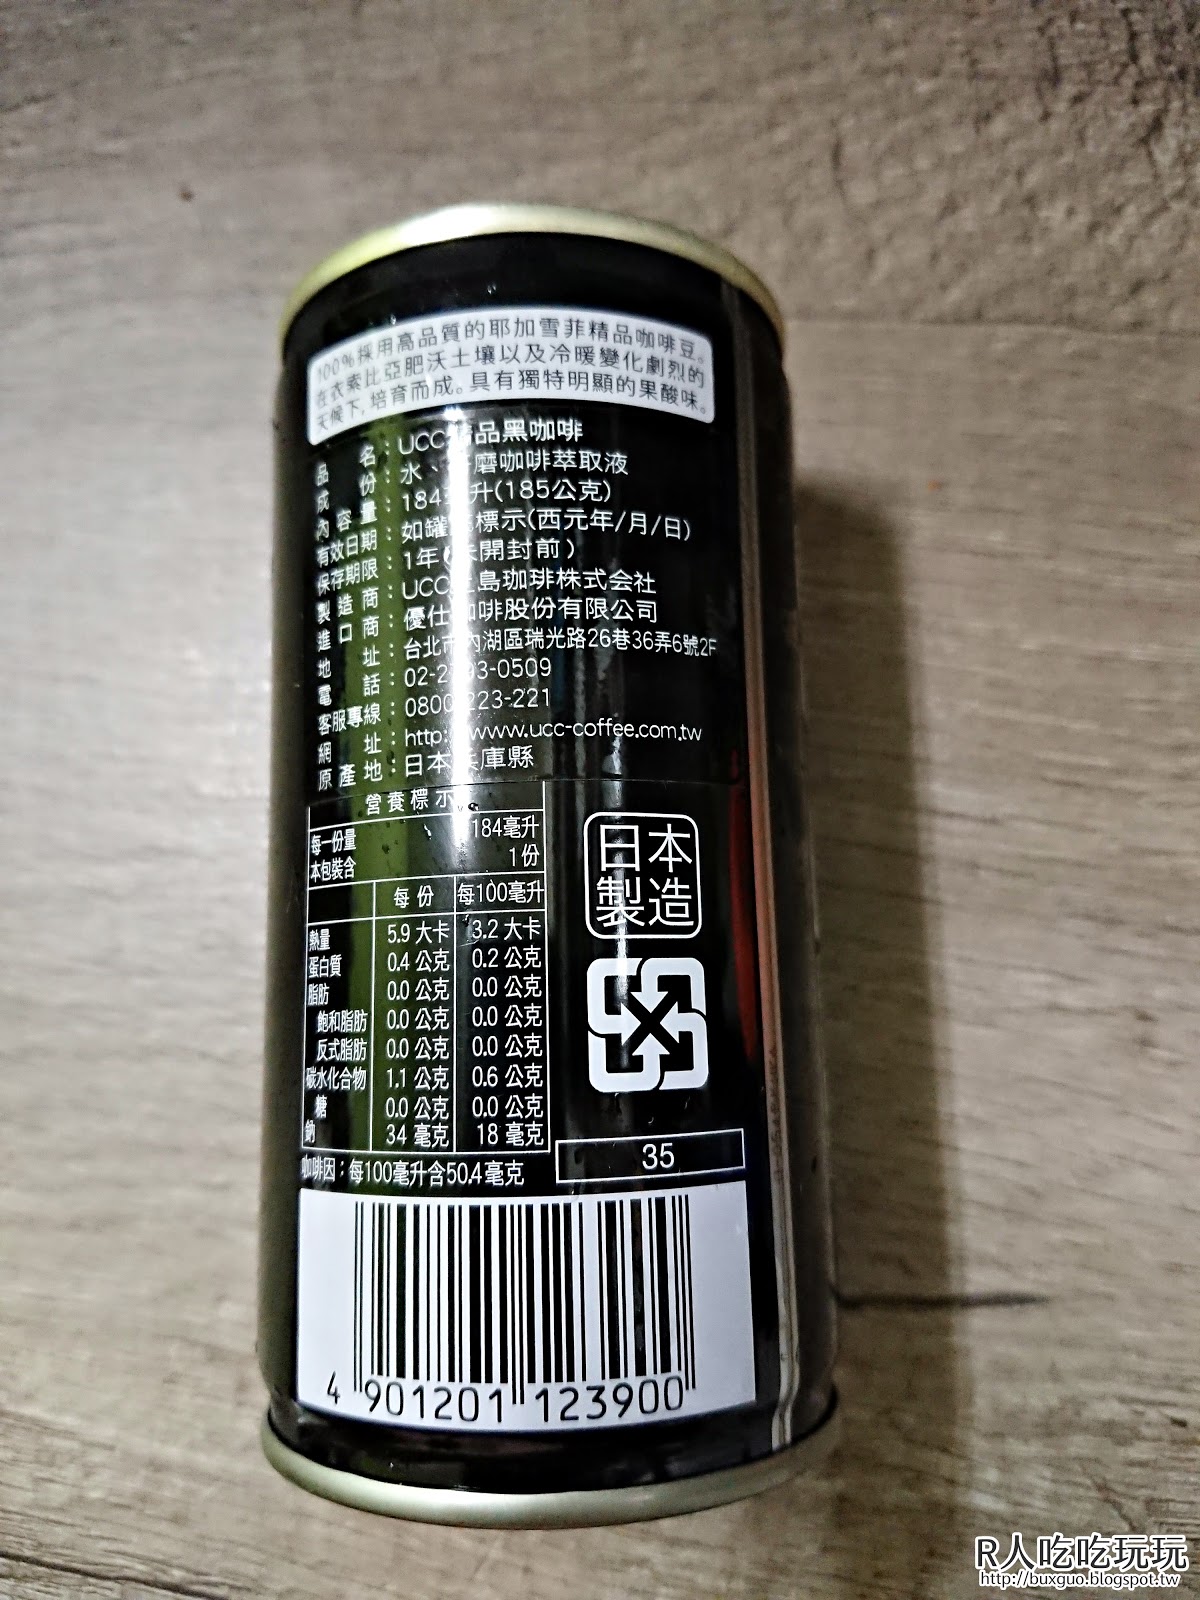 100%採用高品質的耶加雪菲精品咖啡豆。
在衣索比亞肥沃土壤以及冷暖變化劇烈的
天候下，培育而成。具有獨特明顯的果酸味。
品名：UCC精品黑咖啡
成份：水、磨咖啡萃取液
內容量：184毫升(185公克)
有效日期：如罐標示(西元年/月/日)
保存期限：1年(未開封前)
製造商：UCC上島珈琲株式会社
進口商：優仕咖啡股份有限公司
地址：台北市內湖區瑞光路26巷36弄6號2F
電話：02-2793-0509
客服專線：0800-223-221
網址：http://www.ucc-coffee.com.tw
原產地：日本兵庫縣
營養標示
每一份量 184毫升
本包裝含 1份
每份 每100毫升
熱量 5.9 大卡 3.2 大卡
蛋白質 0.4 公克 0.2 公克
脂肪 0.0 公克 0.0 公克
飽和脂肪 0.0 公克 0.0 公克
反式脂肪 0.0 公克 0.0 公克
碳水化合物 1.1 公克 0.6 公克
糖 0.0 公克 0.0 公克
鈉 34 毫克 18 毫克
咖啡因：每100毫升含50.4毫克
日本
製造
35
4 901201 123900
R人吃吃玩玩
http://buxguo.blogspot.tw